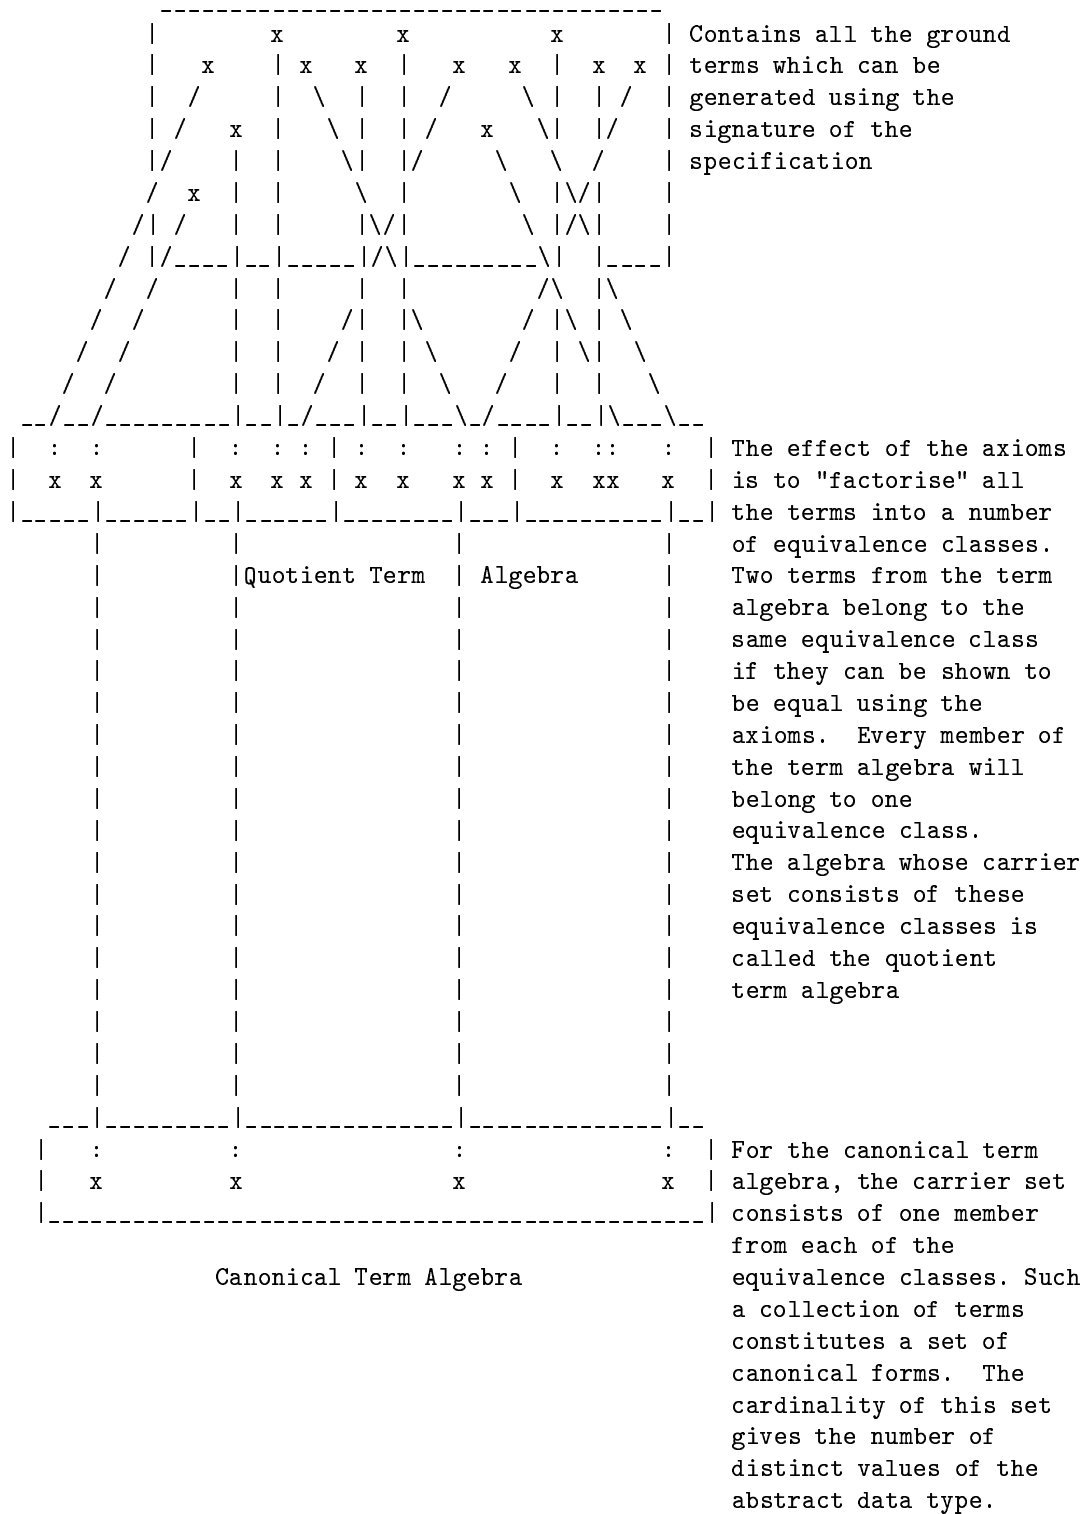 Contains all the ground
terms which can be
generated using the
signature of the
specification
The effect of the axioms
is to "factorise" all
the terms into a number
of equivalence classes.
Quotient Term | Algebra
Two terms from the term
algebra belong to the
same equivalence class
if they can be shown to
be equal using the
axioms.  Every member of
the term algebra will
belong to one
equivalence class.
The algebra whose carrier
set consists of these
equivalence classes is
called the quotient
term algebra
For the canonical term
algebra, the carrier set
consists of one member
from each of the
equivalence classes. Such
Canonical Term Algebra
a collection of terms
constitutes a set of
canonical forms.  The
cardinality of this set
gives the number of
distinct values of the
abstract data type.